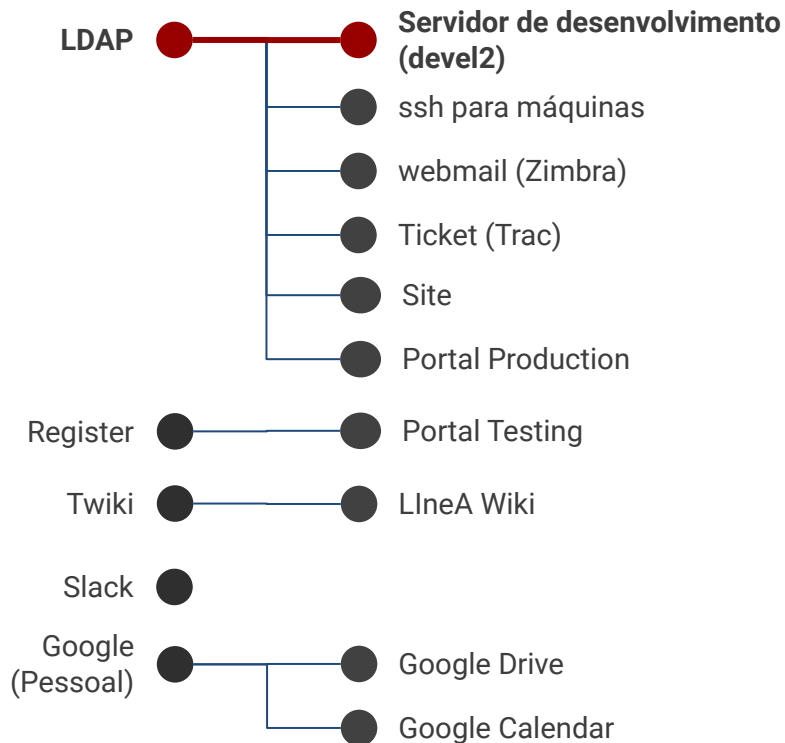 LDAP
Servidor de desenvolvimento
(devel2)
ssh para máquinas
webmail (Zimbra)
Ticket (Trac)
Site
Portal Production
Register
Portal Testing
Twiki
LIneA Wiki
Slack
Google
(Pessoal)
Google Drive
Google Calendar